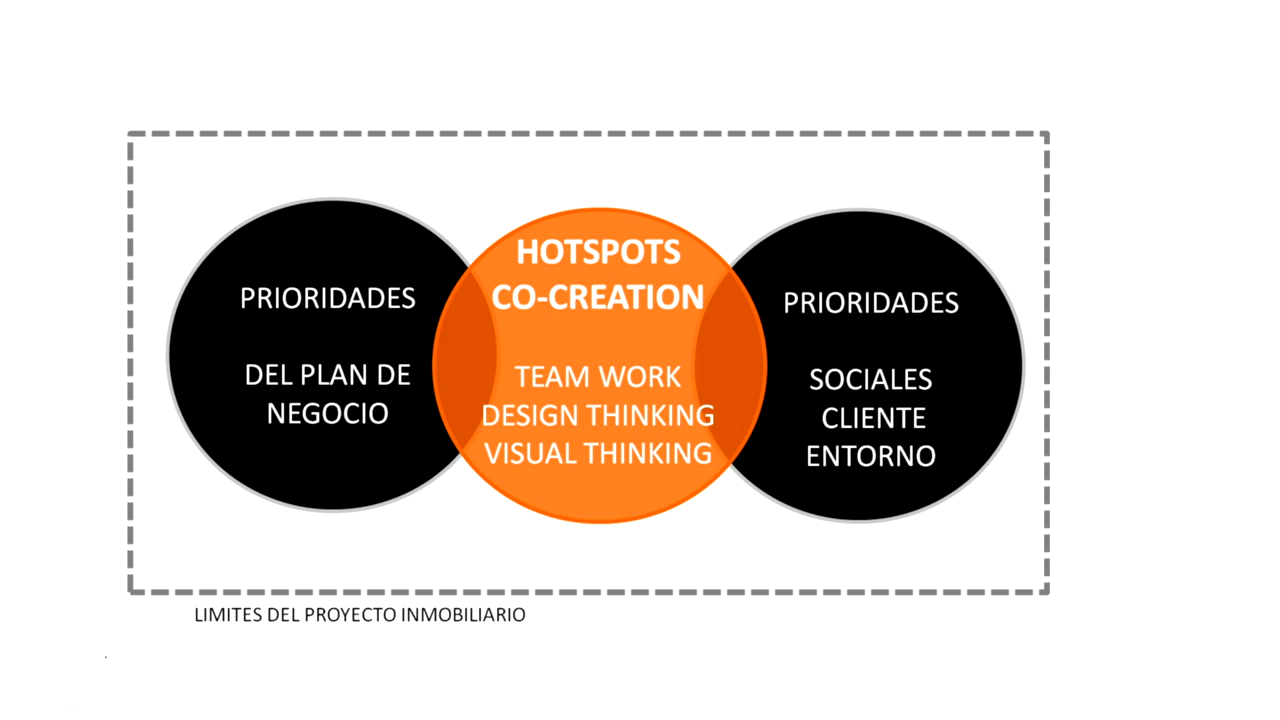 PRIORIDADES
DEL PLAN DE
NEGOCIO
HOTSPOTS
CO-CREATION
TEAM WORK
DESIGN THINKING
VISUAL THINKING
PRIORIDADES
SOCIALES
CLIENTE
ENTORNO
LIMITES DEL PROYECTO INMOBILIARIO
.